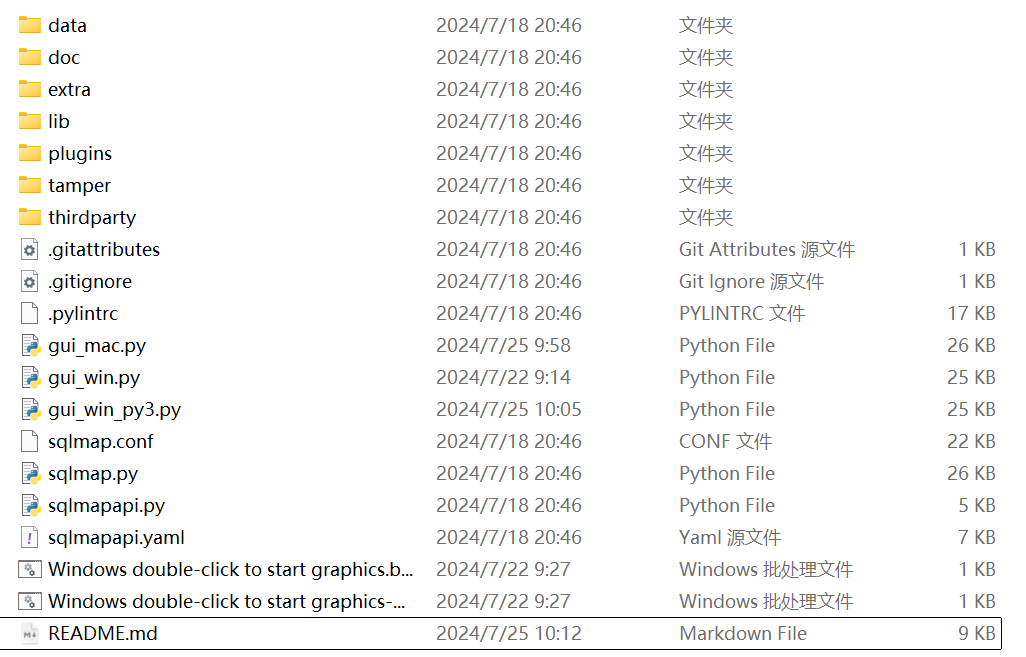 data 2024/7/18 20:46 文件夹
doc 2024/7/18 20:46 文件夹
extra 2024/7/18 20:46 文件夹
lib 2024/7/18 20:46 文件夹
plugins 2024/7/18 20:46 文件夹
tamper 2024/7/18 20:46 文件夹
thirdparty 2024/7/18 20:46 文件夹
.gitattributes 2024/7/18 20:46 Git Attributes 源文件 1 KB
.gitignore 2024/7/18 20:46 Git Ignore 源文件 1 KB
.pylintrc 2024/7/18 20:46 PYLINTRC 文件 17 KB
gui_mac.py 2024/7/25 9:58 Python File 26 KB
gui_win.py 2024/7/22 9:14 Python File 25 KB
gui_win_py3.py 2024/7/25 10:05 Python File 25 KB
sqlmap.conf 2024/7/18 20:46 CONF 文件 22 KB
sqlmap.py 2024/7/18 20:46 Python File 26 KB
sqlmapapi.py 2024/7/18 20:46 Python File 5 KB
sqlmapapi.yaml 2024/7/18 20:46 Yaml 源文件 7 KB
Windows double-click to start graphics.b... 2024/7/22 9:27 Windows 批处理文件 1 KB
Windows double-click to start graphics-... 2024/7/22 9:27 Windows 批处理文件 1 KB
README.md 2024/7/25 10:12 Markdown File 9 KB